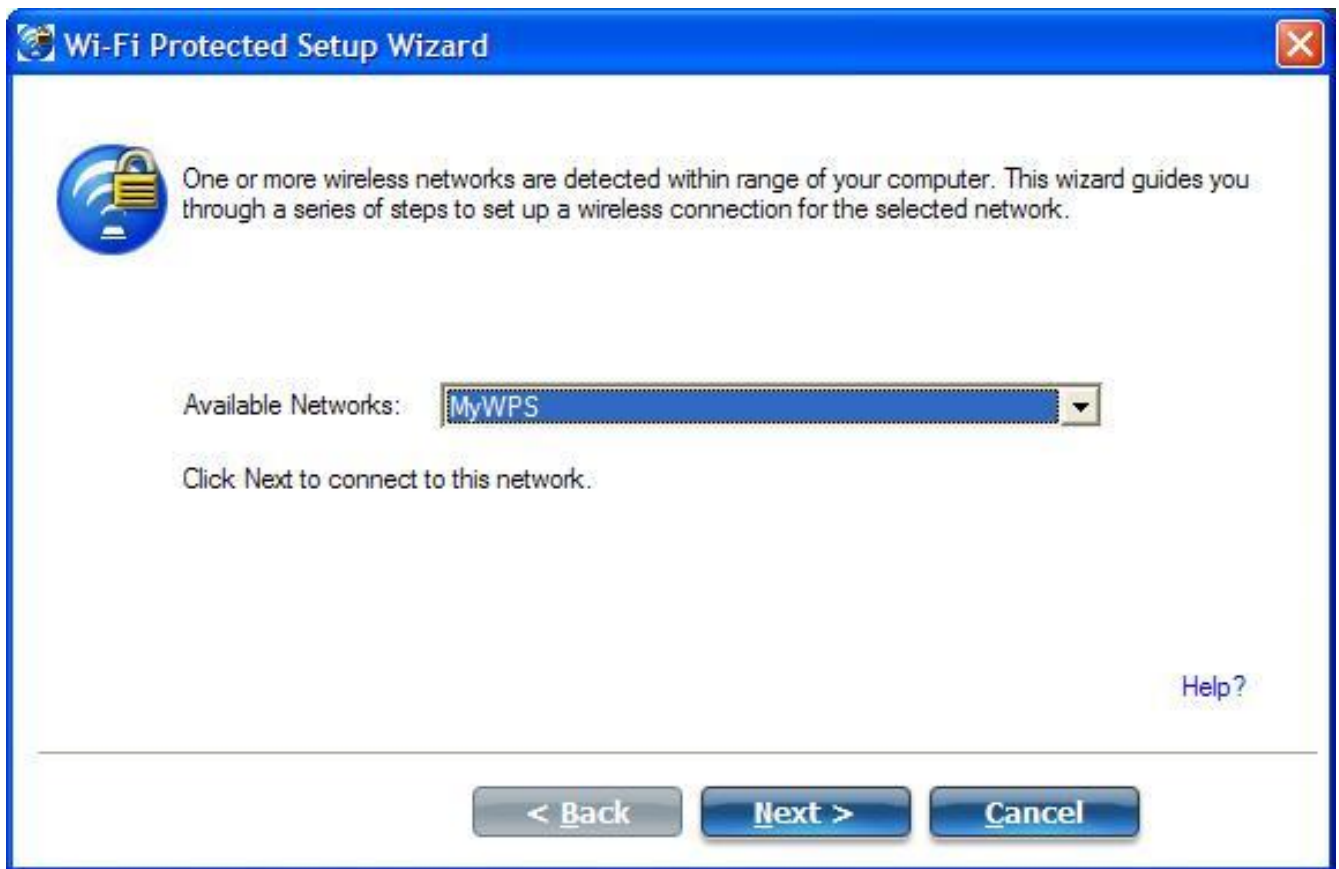 Wi-Fi Protected Setup Wizard
One or more wireless networks are detected within range of your computer. This wizard guides you
through a series of steps to set up a wireless connection for the selected network.
Available Networks: MyWPS
Click Next to connect to this network.
Help?
< Back Next > Cancel